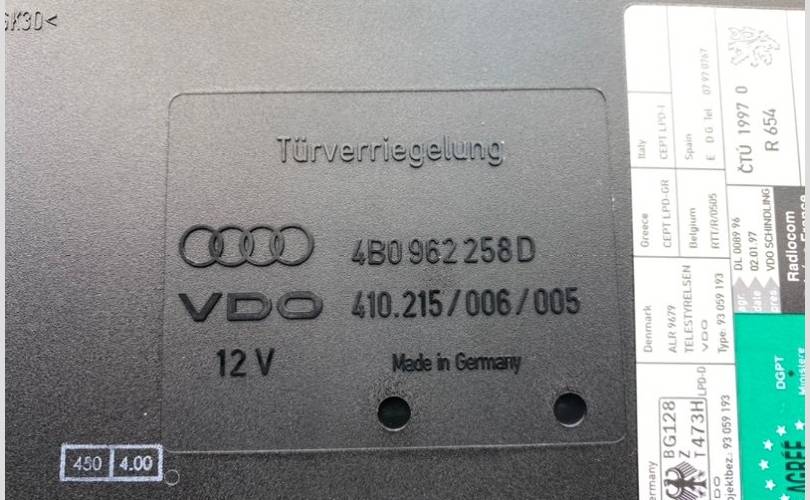 Türverriegelung
4B0 962 258 D
VDO 410.215/006/005
12 V
Made in Germany
450 4.00
Italy
CEPT LPD-I
Spain
E D.G. Tel 07 97 0767
ČTÚ 1997 0
R 654
Greece
CEPT LPD-GR
Belgium
RTT/R/0505
DL 0089 96
02.01.97
VDO SCHINDLING
Radiocom
Denmark
ALR 9679
TELESTYRELSEN
VDO
Type: 93 059 193
DGPT
Ministère
BG128
Z
T473H
LPD-D
93 059 193
AGRÉÉ